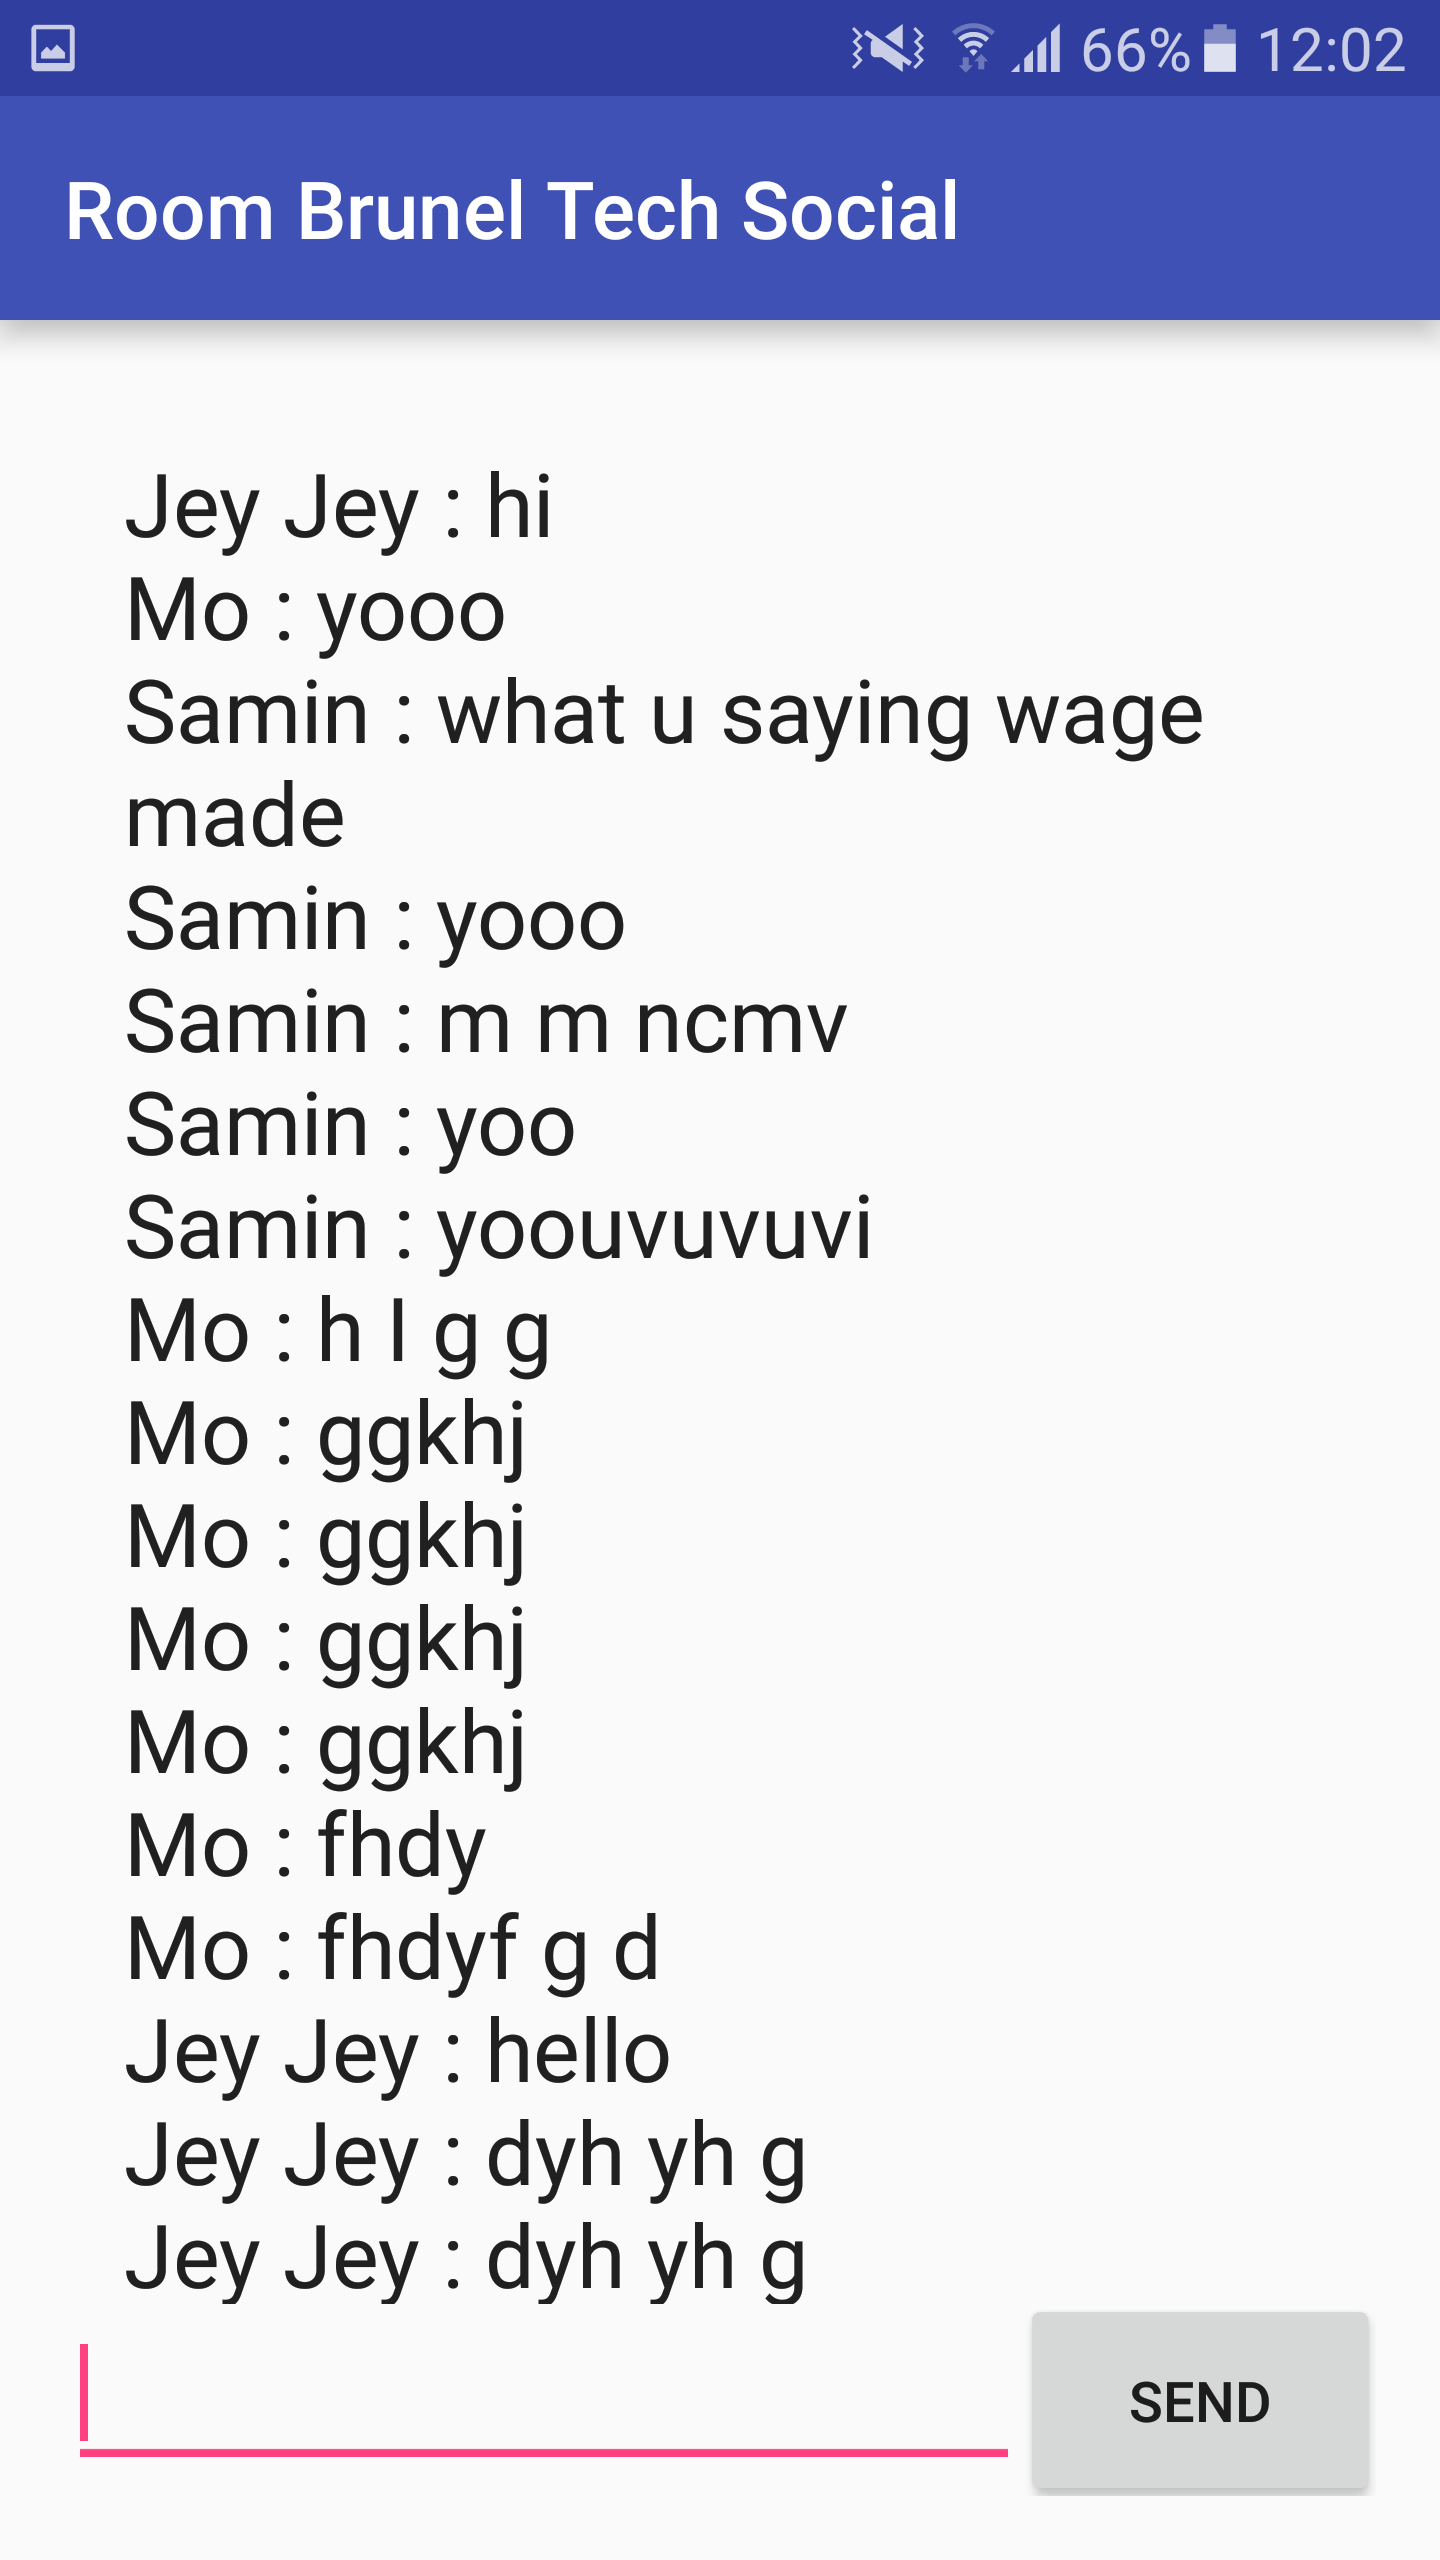 66% 12:02
Room Brunel Tech Social
Jey Jey : hi
Mo : yooo
Samin : what u saying wage
made
Samin : yooo
Samin : m m ncmv
Samin : yoo
Samin : yoouvuvuvi
Mo : h I g g
Mo : ggkhj
Mo : ggkhj
Mo : ggkhj
Mo : ggkhj
Mo : fhdy
Mo : fhdyf g d
Jey Jey : hello
Jey Jey : dyh yh g
Jey Jey : dyh yh g
SEND